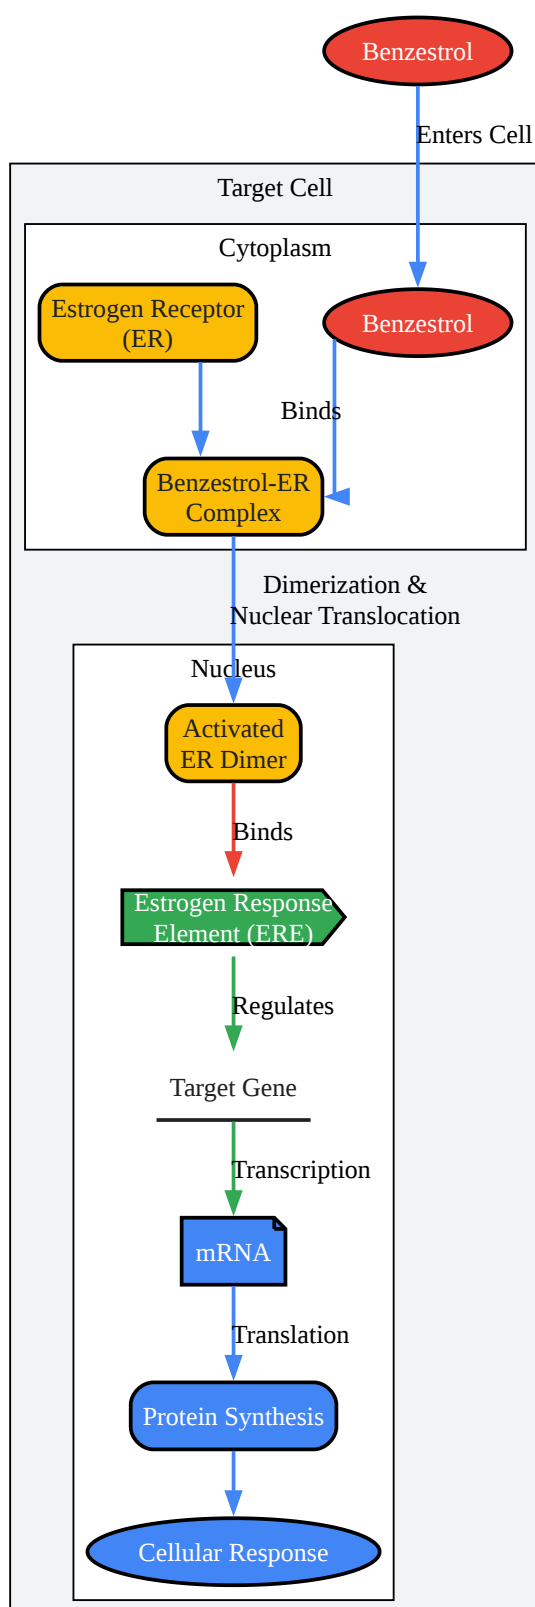 Benzestrol
Enters Cell
Target Cell
Cytoplasm
Estrogen Receptor
(ER)
Benzestrol
Binds
Benzestrol-ER
Complex
Dimerization &
Nuclear Translocation
Nucleus
Activated
ER Dimer
Binds
Estrogen Response
Element (ERE)
Regulates
Target Gene
Transcription
mRNA
Translation
Protein Synthesis
Cellular Response